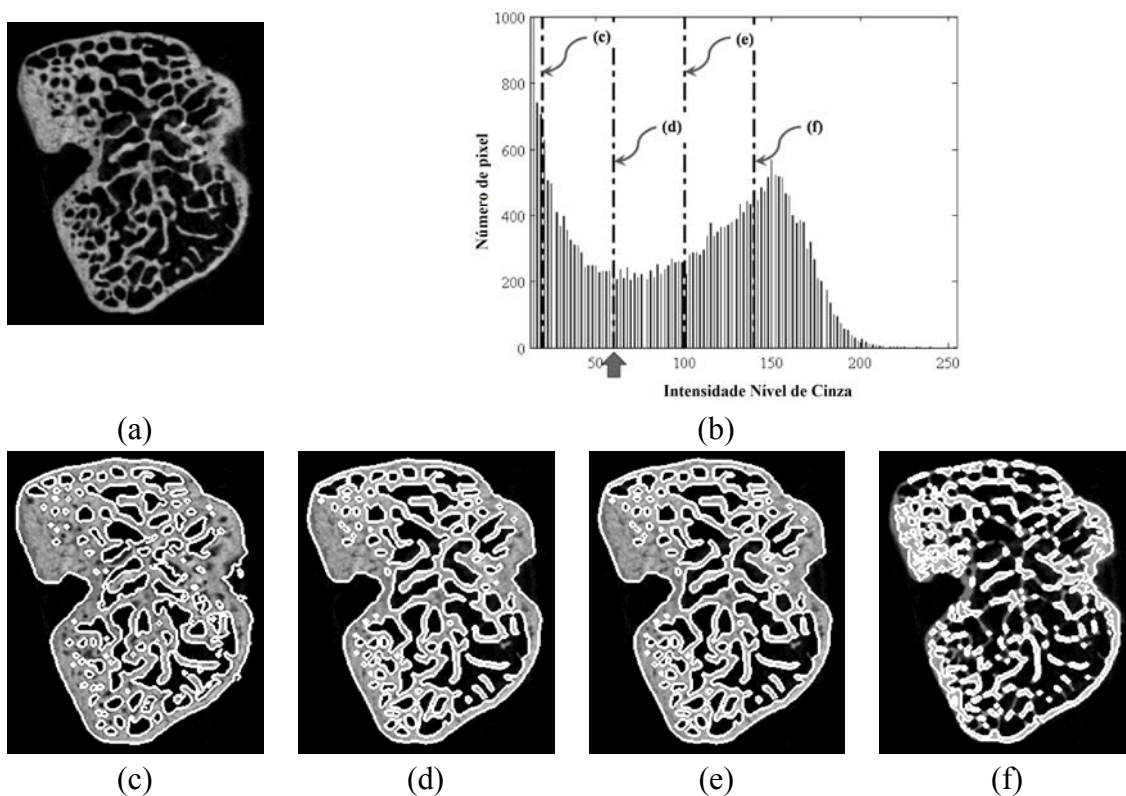 1000
800
600
400
200
0
Número de pixel
(c)
(e)
(d)
(f)
50
100
150
200
250
Intensidade Nível de Cinza
(a)
(b)
(c)
(d)
(e)
(f)